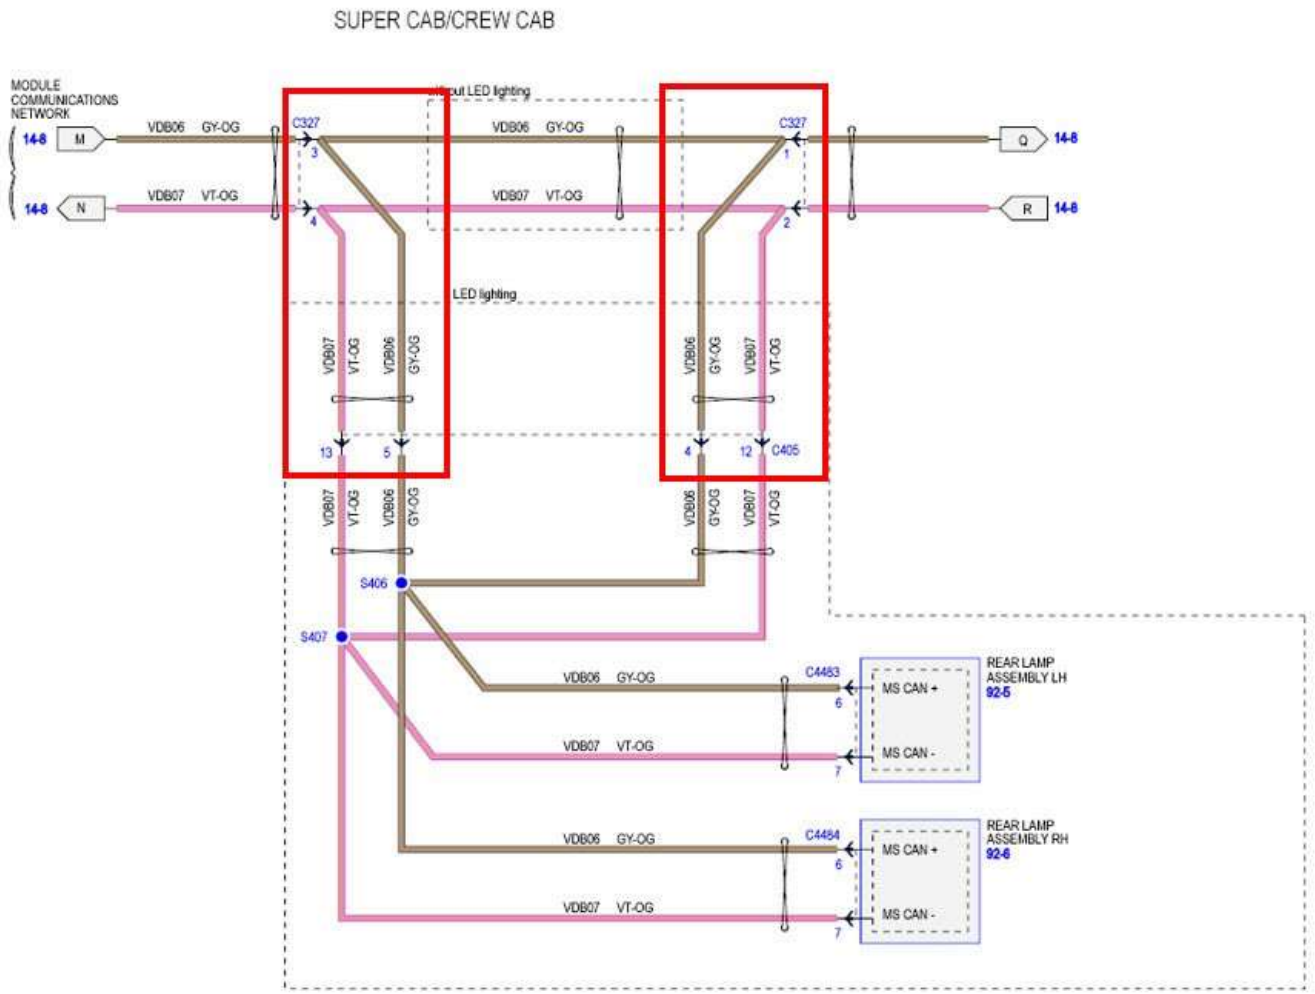 SUPER CAB/CREW CAB
MODULE
COMMUNICATIONS
NETWORK
14-8 M VDB06 GY-OG C327 3
out LED lighting
VDB06 GY-OG
C327 1
Q 14-8
14-8 N VDB07 VT-OG 4
VDB07 VT-OG
2
R 14-8
LED lighting
VDB07 VT-OG VDB06 GY-OG
VDB06 GY-OG VDB07 VT-OG
13 5 4 12 C405
VDB07 VT-OG VDB06 GY-OG
VDB06 GY-OG VDB07 VT-OG
S406
S407
VDB06 GY-OG C4483 6
MS CAN +
REAR LAMP
ASSEMBLY LH
92-5
VDB07 VT-OG 7
MS CAN -
VDB06 GY-OG C4484 6
MS CAN +
REAR LAMP
ASSEMBLY RH
92-6
VDB07 VT-OG 7
MS CAN -